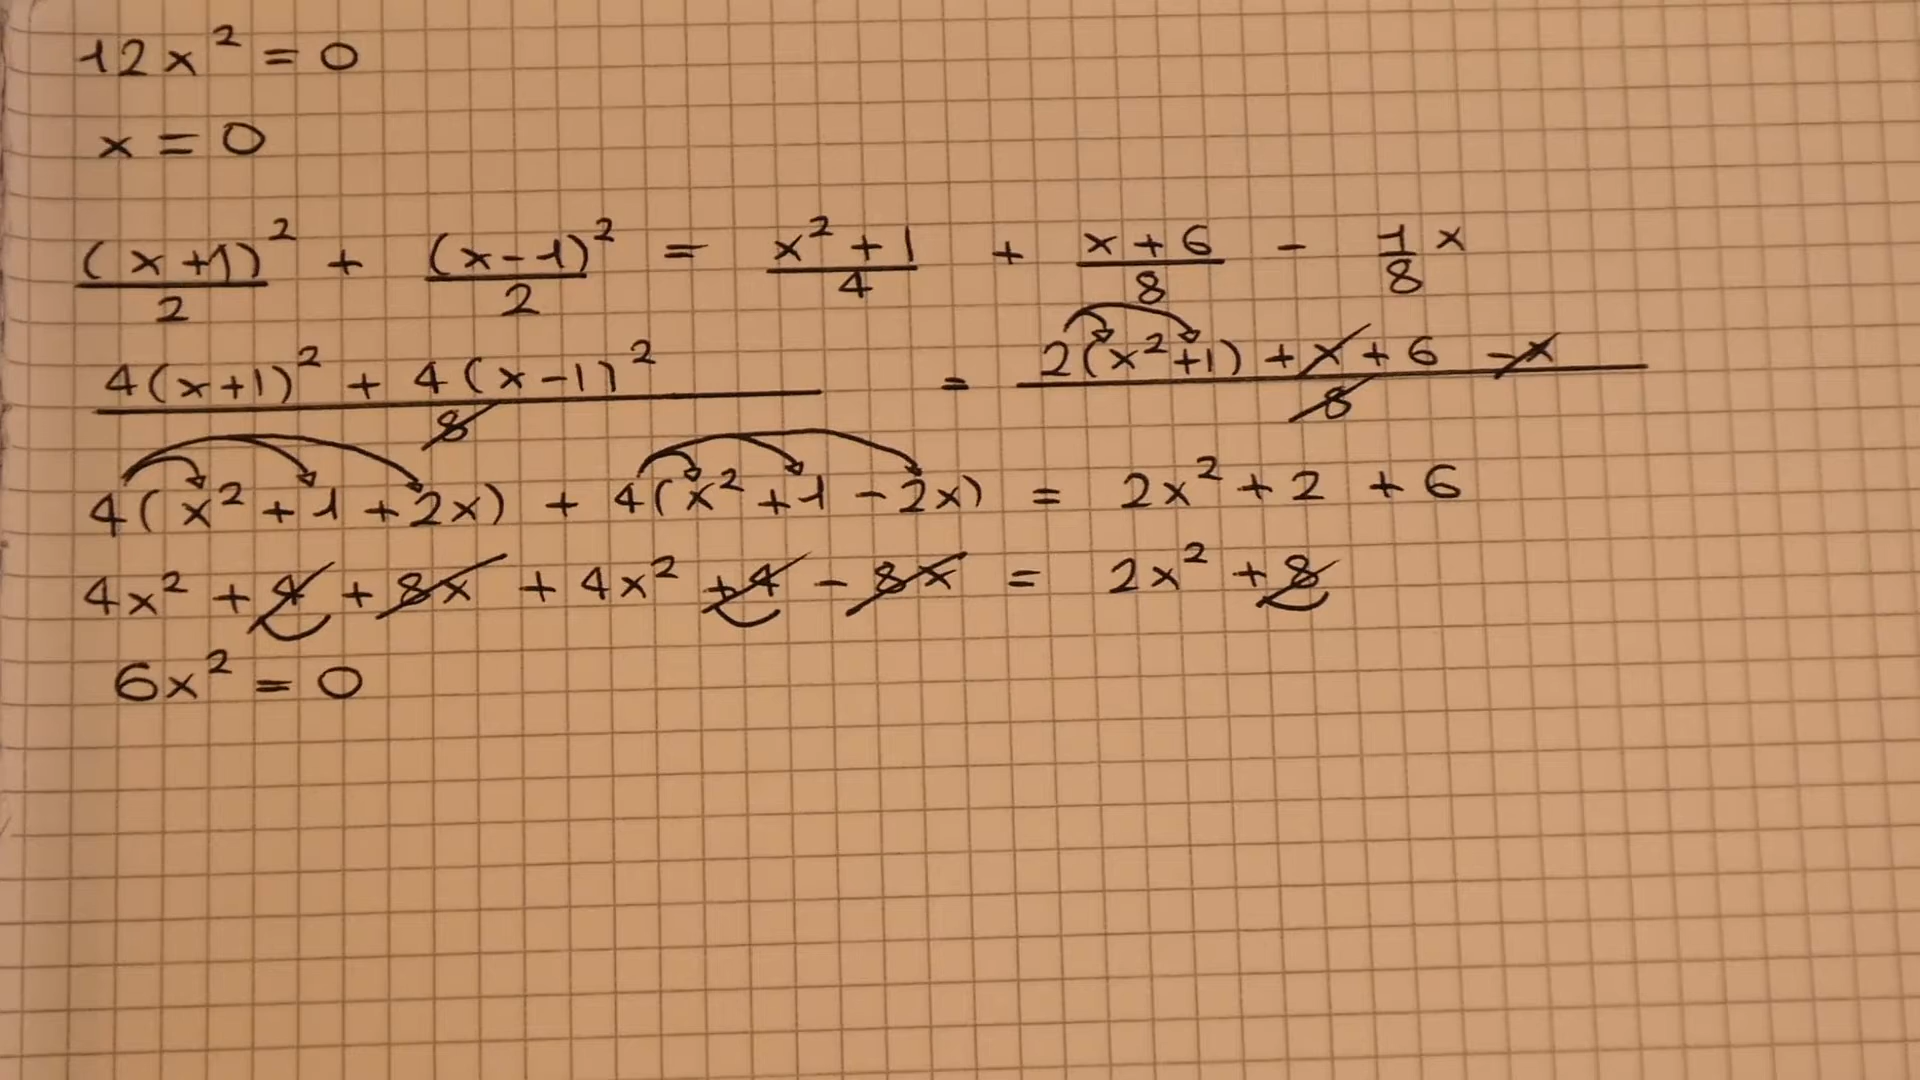 12x² = 0
x = 0
(x+1)²/2 + (x-1)²/2 = x²+1/4 + x+6/8 - 1/8 x
4(x+1)² + 4(x-1)²/8 = 2(x²+1) + x + 6 - x/8
4(x² + 1 + 2x) + 4(x² + 1 - 2x) = 2x² + 2 + 6
4x² + 4 + 8x + 4x² + 4 - 8x = 2x² + 8
6x² = 0